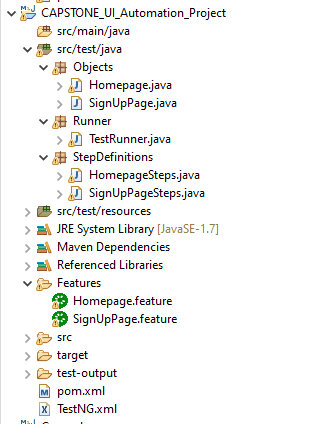 CAPSTONE_UI_Automation_Project
src/main/java
src/test/java
Objects
Homepage.java
SignUpPage.java
Runner
TestRunner.java
StepDefinitions
HomepageSteps.java
SignUpPageSteps.java
src/test/resources
JRE System Library [JavaSE-1.7]
Maven Dependencies
Referenced Libraries
Features
Homepage.feature
SignUpPage.feature
src
target
test-output
pom.xml
TestNG.xml